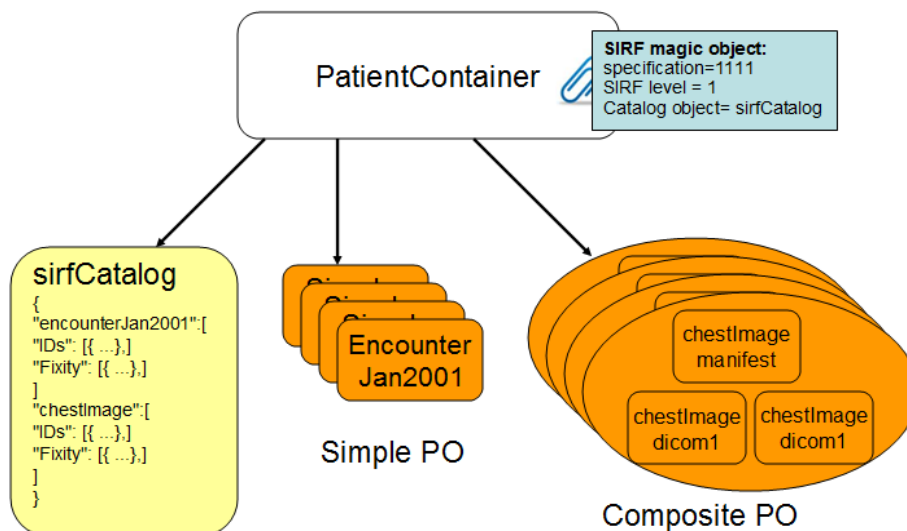 PatientContainer
SIRF magic object:
specification=1111
SIRF level = 1
Catalog object= sirfCatalog
sirfCatalog
{
"encounterJan2001":[
"IDs": [{ ...},]
"Fixity": [{ ...},]
]
"chestImage":[
"IDs": [{ ...},]
"Fixity": [{ ...},]
]
}
Encounter
Jan2001
Simple PO
chestImage
manifest
chestImage
dicom1
chestImage
dicom1
Composite PO